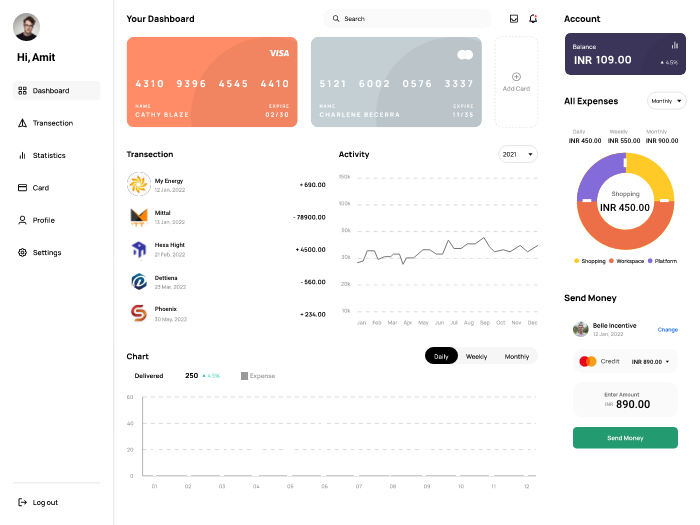 Hi, Amit
Dashboard
Transection
Statistics
Card
Profile
Settings
Log out
Your Dashboard
Search
VISA
4310 9396 4545 4410
NAME EXPIRE
CATHY BLAZE 02/30
5121 6002 0576 3337
NAME EXPIRE
CHARLENE BECERRA 11/35
Add Card
Transection
My Energy
12 Jan, 2022
+ 690.00
Mittal
13 Jan, 2022
- 78900.00
Hexa Hight
21 Feb, 2022
+ 4500.00
Detliena
23 Mar, 2022
- 560.00
Phoenix
30 May, 2022
+ 234.00
Activity
2021
150k
100k
50k
30k
20k
10k
Jan Feb Mar Apr May Jun Jul Aug Sep Oct Nov Dec
Chart
Daily Weekly Monthly
Delivered 250 ▲ 4.5% Expense
60
40
20
0
01 02 03 04 05 06 07 08 09 10 11 12
Account
Balance
INR 109.00 ▲ 4.5%
All Expenses
Monthly
Daily Weekly Monthly
INR 450.00 INR 550.00 INR 900.00
Shopping
INR 450.00
Shopping Workspace Platform
Send Money
Belle Incentive
12 Jan, 2022
Change
Credit INR 890.00
Enter Amount
INR 890.00
Send Money